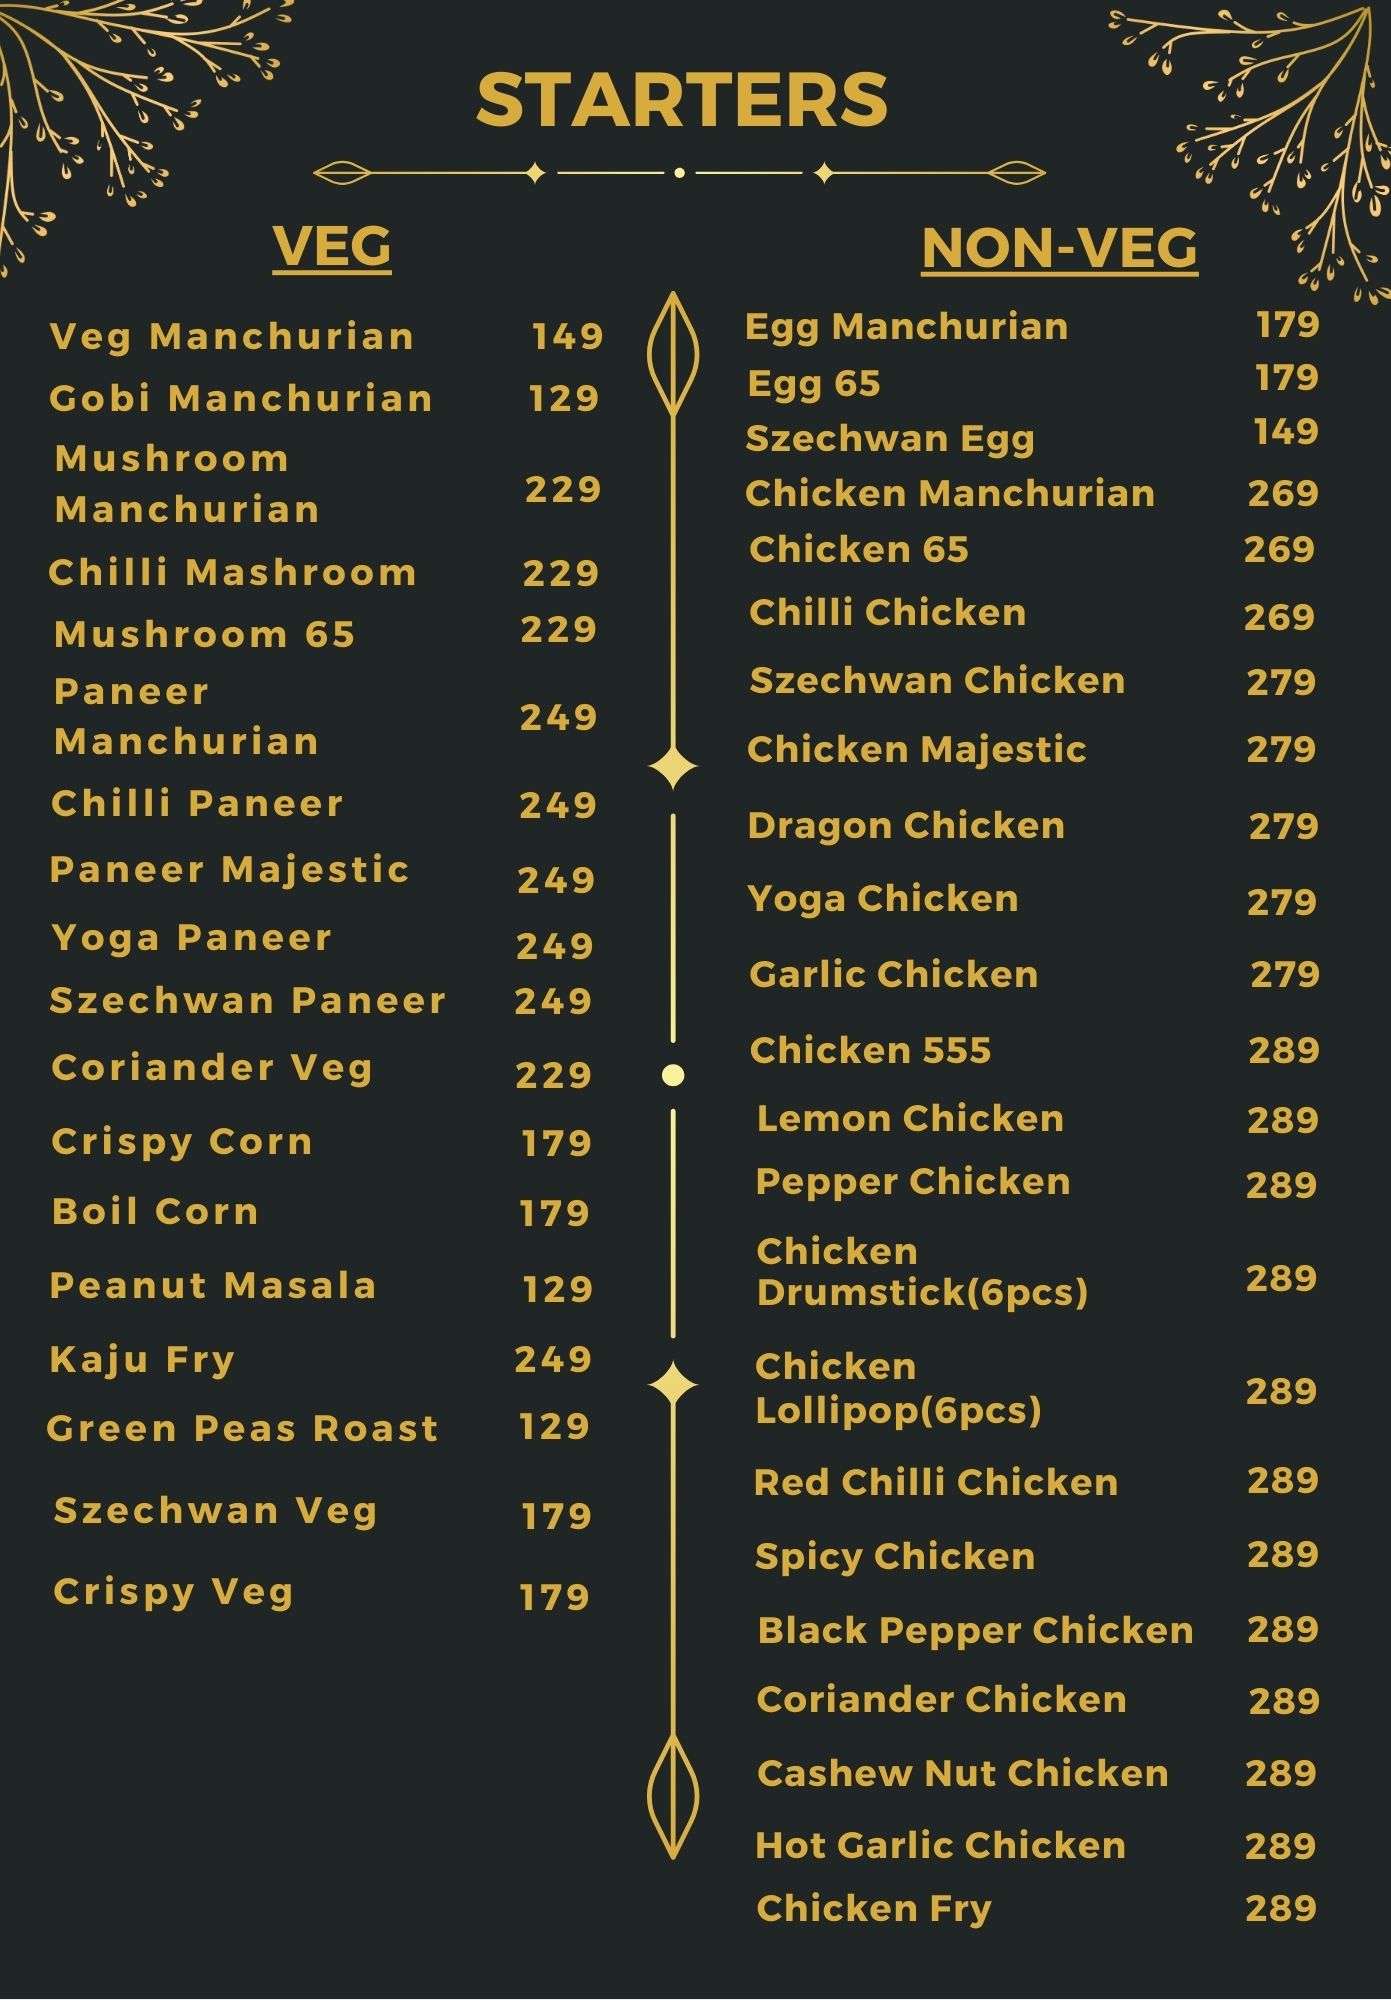 STARTERS
VEG
Veg Manchurian 149
Gobi Manchurian 129
Mushroom
Manchurian 229
Chilli Mashroom 229
Mushroom 65 229
Paneer
Manchurian 249
Chilli Paneer 249
Paneer Majestic 249
Yoga Paneer 249
Szechwan Paneer 249
Coriander Veg 229
Crispy Corn 179
Boil Corn 179
Peanut Masala 129
Kaju Fry 249
Green Peas Roast 129
Szechwan Veg 179
Crispy Veg 179
NON-VEG
Egg Manchurian 179
Egg 65 179
Szechwan Egg 149
Chicken Manchurian 269
Chicken 65 269
Chilli Chicken 269
Szechwan Chicken 279
Chicken Majestic 279
Dragon Chicken 279
Yoga Chicken 279
Garlic Chicken 279
Chicken 555 289
Lemon Chicken 289
Pepper Chicken 289
Chicken
Drumstick(6pcs) 289
Chicken
Lollipop(6pcs) 289
Red Chilli Chicken 289
Spicy Chicken 289
Black Pepper Chicken 289
Coriander Chicken 289
Cashew Nut Chicken 289
Hot Garlic Chicken 289
Chicken Fry 289